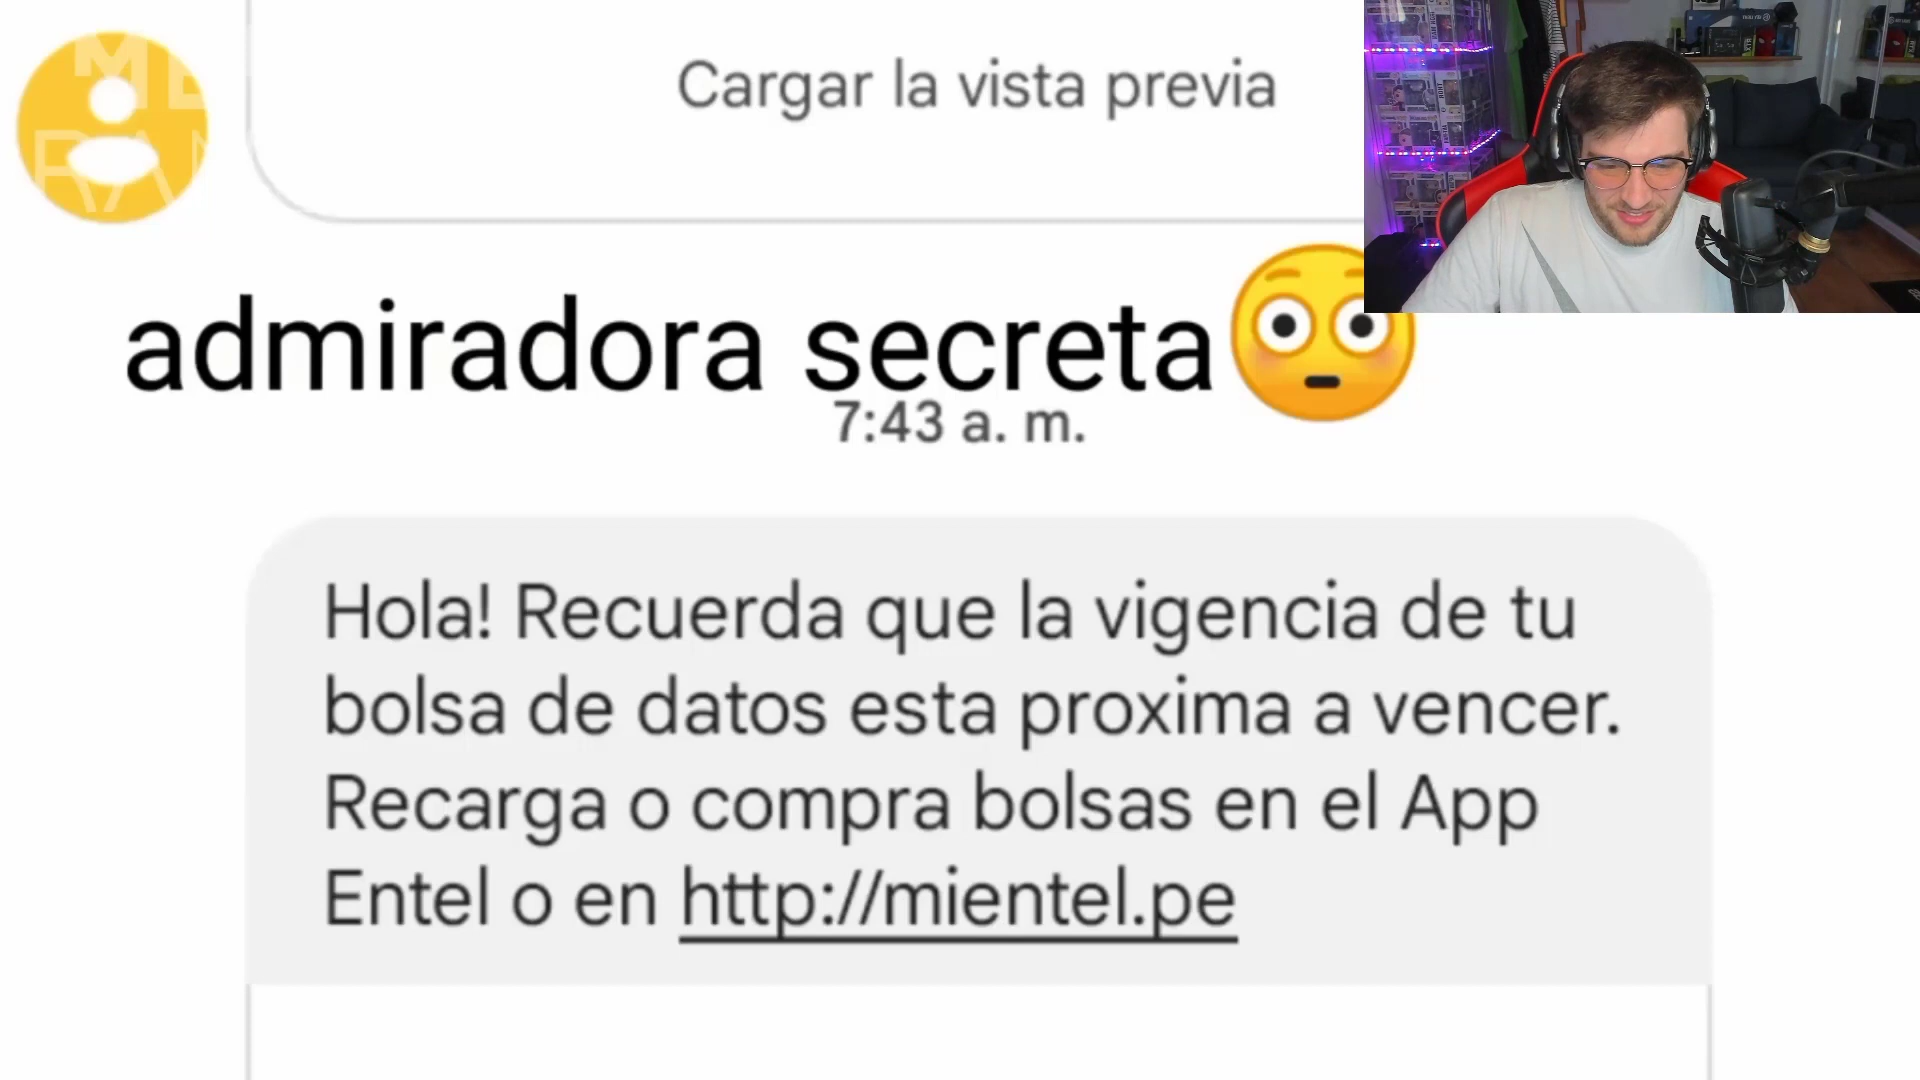 Cargar la vista previa
admiradora secreta
7:43 a. m.
Hola! Recuerda que la vigencia de tu
bolsa de datos esta proxima a vencer.
Recarga o compra bolsas en el App
Entel o en http://mientel.pe